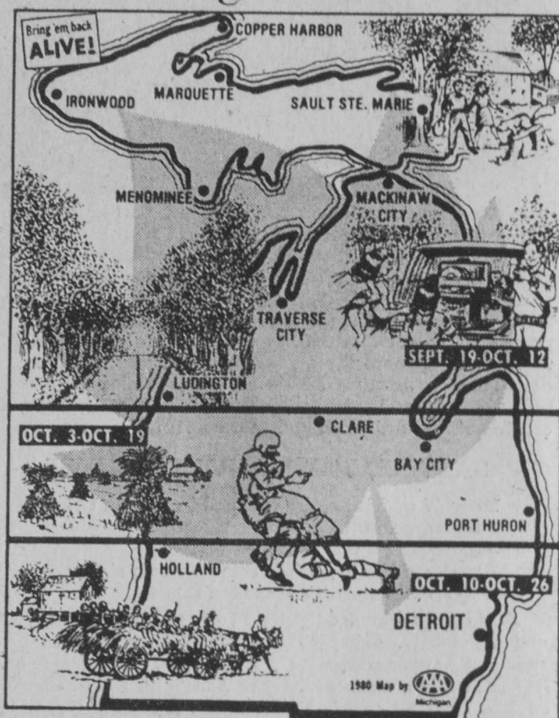 Bring 'em back
ALIVE!
COPPER HARBOR
IRONWOOD
MARQUETTE
SAULT STE. MARIE
MENOMINEE
MACKINAW
CITY
TRAVERSE
CITY
SEPT. 19-OCT. 12
LUDINGTON
CLARE
OCT. 3-OCT. 19
BAY CITY
PORT HURON
HOLLAND
OCT. 10-OCT. 26
DETROIT
1980 Map by
AAA
Michigan